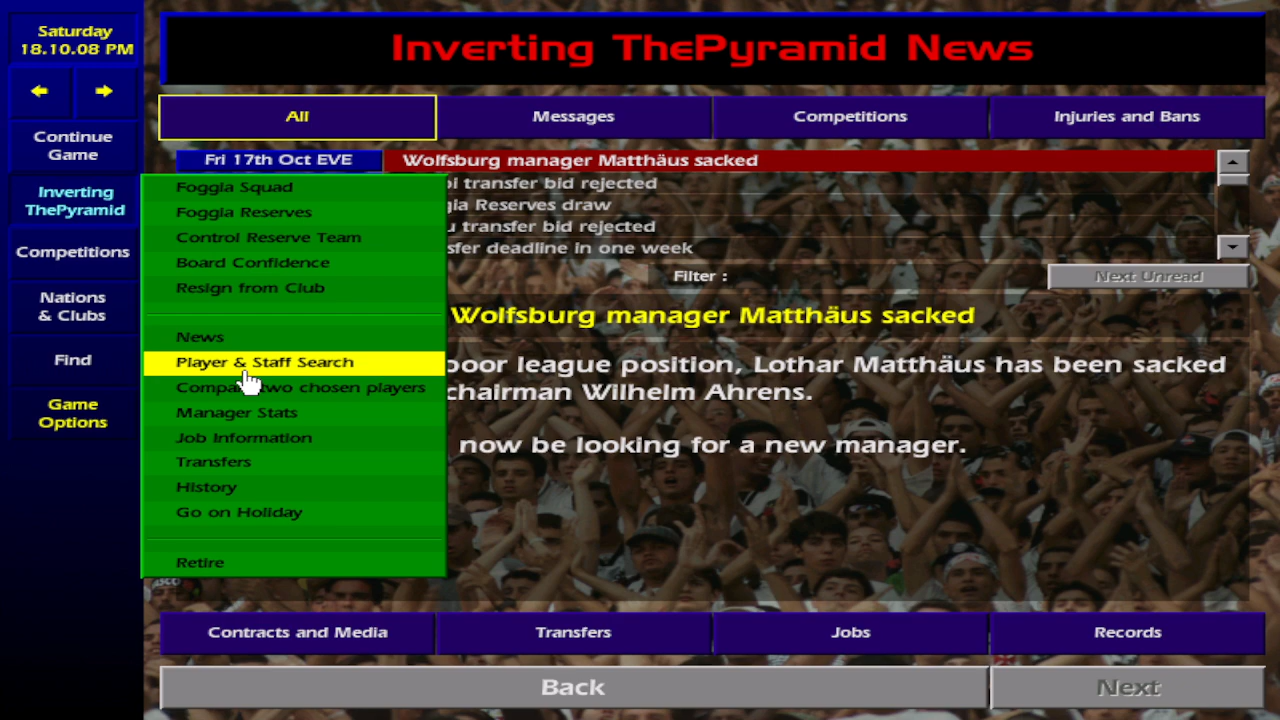 Saturday
18.10.08 PM
Continue
Game
Inverting
ThePyramid
Competitions
Nations
& Clubs
Find
Game
Options
Inverting ThePyramid News
All
Messages
Competitions
Injuries and Bans
Fri 17th Oct EVE
Wolfsburg manager Matthäus sacked
transfer bid rejected
Reserves draw
transfer bid rejected
deadline in one week
Filter :
Next Unread
Wolfsburg manager Matthäus sacked
poor league position, Lothar Matthäus has been sacked
chairman Wilhelm Ahrens.
now be looking for a new manager.
Foggia Squad
Foggia Reserves
Control Reserve Team
Board Confidence
Resign from Club
News
Player & Staff Search
Compare two chosen players
Manager Stats
Job Information
Transfers
History
Go on Holiday
Retire
Contracts and Media
Transfers
Jobs
Records
Back
Next